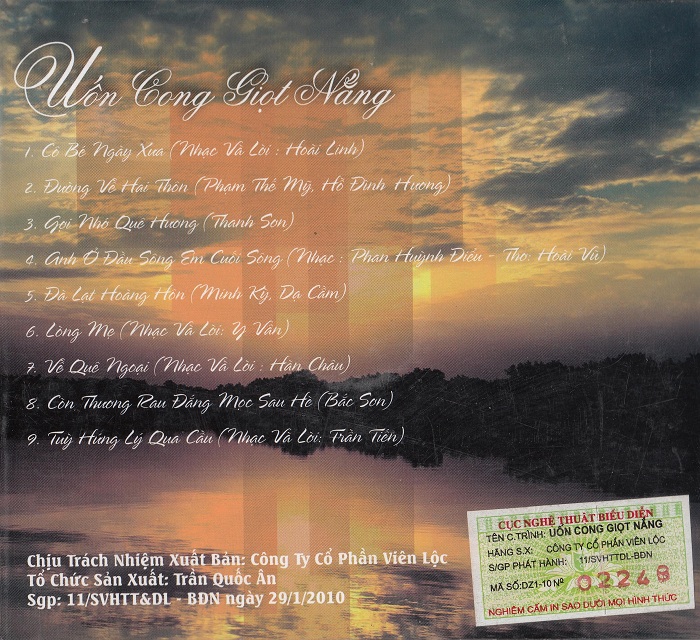 Uốn Cong Giọt Nắng
1. Cô Bé Ngày Xưa (Nhạc Và Lời : Hoài Linh)
2. Đường Về Hai Thôn (Phạm Thế Mỹ, Hồ Đình Hương)
3. Gợi Nhớ Quê Hương (Thanh Sơn)
4. Anh Ở Đầu Sông Em Cuối Sông (Nhạc : Phan Huỳnh Điểu - Thơ: Hoài Vũ)
5. Đà Lạt Hoàng Hôn (Minh Kỳ, Dạ Cầm)
6. Lòng Mẹ (Nhạc Và Lời: Y Vân)
7. Về Quê Ngoại (Nhạc Và Lời : Hàn Châu)
8. Còn Thương Rau Đắng Mọc Sau Hè (Bắc Sơn)
9. Tuỳ Hứng Lý Qua Cầu (Nhạc Và Lời: Trần Tiến)
Chịu Trách Nhiệm Xuất Bản: Công Ty Cổ Phần Viên Lộc
Tổ Chức Sản Xuất: Trần Quốc Ân
Sgp: 11/SVHTT&DL - BĐN ngày 29/1/2010
CỤC NGHỆ THUẬT BIỂU DIỄN
TÊN C.TRÌNH: UỐN CONG GIỌT NẮNG
HÃNG S.X: CÔNG TY CỔ PHẦN VIÊN LỘC
S/GP PHÁT HÀNH: 11/SVHTTDL-BĐN
MÃ SỐ:DZ1-10 Nº 02248
NGHIÊM CẤM IN SAO DƯỚI MỌI HÌNH THỨC